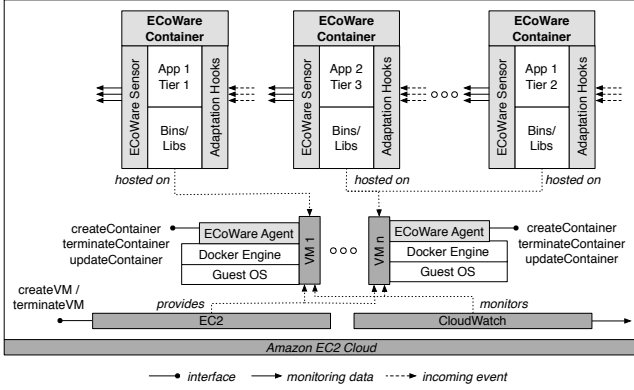 ECoWare
Container
ECoWare Sensor
App 1
Tier 1
Bins/
Libs
Adaptation Hooks
ECoWare
Container
ECoWare Sensor
App 2
Tier 3
Bins/
Libs
Adaptation Hooks
ECoWare
Container
ECoWare Sensor
App 1
Tier 2
Bins/
Libs
Adaptation Hooks
hosted on
hosted on
hosted on
createContainer
terminateContainer
updateContainer
ECoWare Agent
Docker Engine
Guest OS
VM 1
VM n
ECoWare Agent
Docker Engine
Guest OS
createContainer
terminateContainer
updateContainer
createVM /
terminateVM
provides
monitors
EC2
CloudWatch
Amazon EC2 Cloud
interface
monitoring data
incoming event